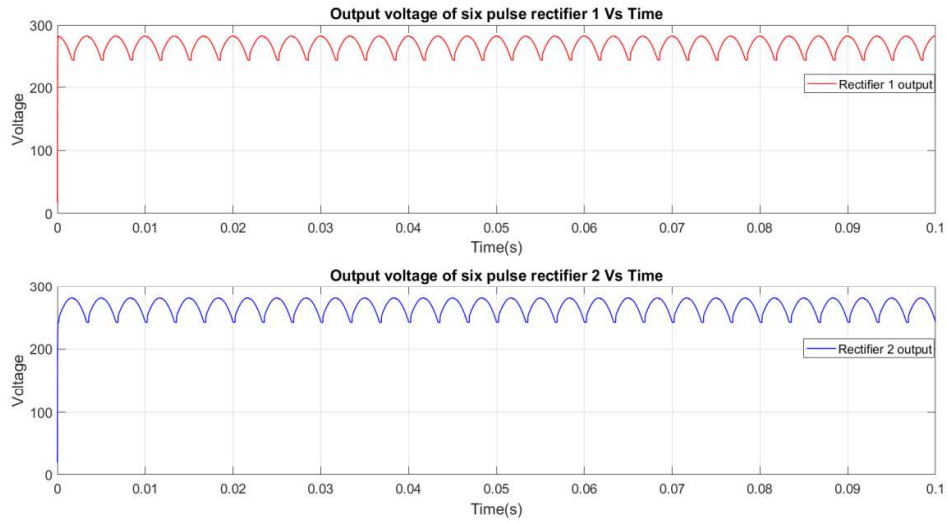 Output voltage of six pulse rectifier 1 Vs Time
300
200
100
0
Voltage
Rectifier 1 output
0 0.01 0.02 0.03 0.04 0.05 0.06 0.07 0.08 0.09 0.1
Time(s)
Output voltage of six pulse rectifier 2 Vs Time
300
200
100
0
Voltage
Rectifier 2 output
0 0.01 0.02 0.03 0.04 0.05 0.06 0.07 0.08 0.09 0.1
Time(s)